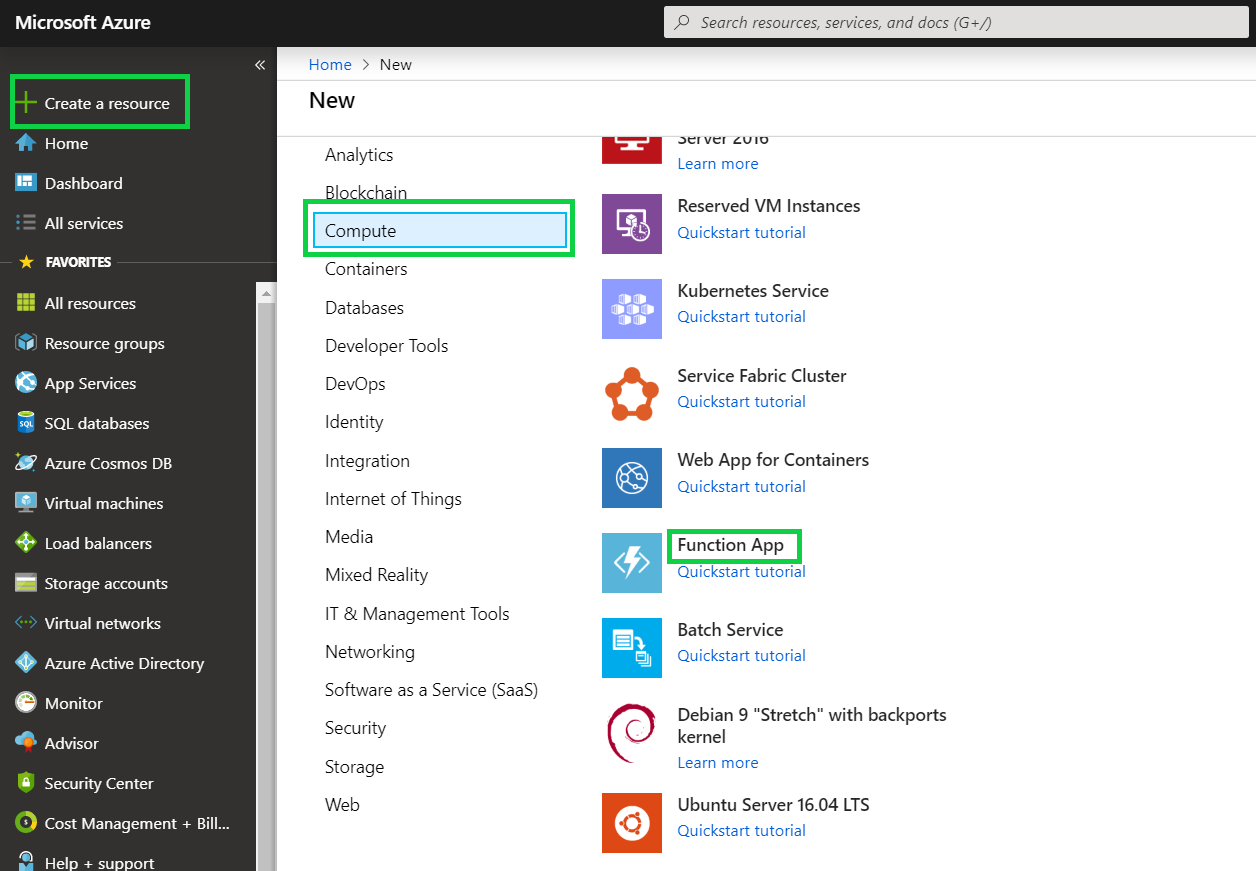 Microsoft Azure
Search resources, services, and docs (G+/)
«
Create a resource
Home
Dashboard
All services
FAVORITES
All resources
Resource groups
App Services
SQL databases
Azure Cosmos DB
Virtual machines
Load balancers
Storage accounts
Virtual networks
Azure Active Directory
Monitor
Advisor
Security Center
Cost Management + Bill...
Help + support
Home > New
New
Analytics
Blockchain
Compute
Containers
Databases
Developer Tools
DevOps
Identity
Integration
Internet of Things
Media
Mixed Reality
IT & Management Tools
Networking
Software as a Service (SaaS)
Security
Storage
Web
Server 2016
Learn more
Reserved VM Instances
Quickstart tutorial
Kubernetes Service
Quickstart tutorial
Service Fabric Cluster
Quickstart tutorial
Web App for Containers
Quickstart tutorial
Function App
Quickstart tutorial
Batch Service
Quickstart tutorial
Debian 9 "Stretch" with backports
kernel
Learn more
Ubuntu Server 16.04 LTS
Quickstart tutorial